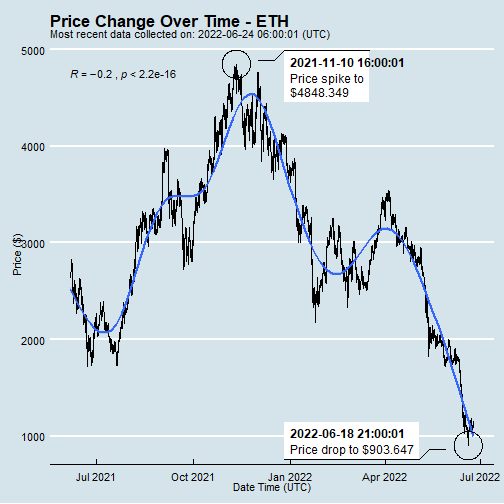 Price Change Over Time - ETH
Most recent data collected on: 2022-06-24 06:00:01 (UTC)
5000
2021-11-10 16:00:01
Price spike to
$4848.349
R = −0.2 , p < 2.2e-16
4000
3000
Price ($)
2000
2022-06-18 21:00:01
Price drop to $903.647
1000
Jul 2021
Oct 2021
Jan 2022
Apr 2022
Jul 2022
Date Time (UTC)